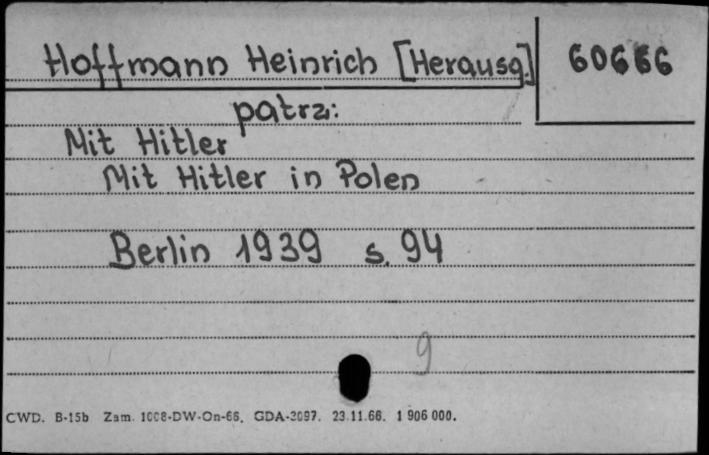 Hoffmann Heinrich [Herausg.] 60666
patrz:
Mit Hitler
Mit Hitler in Polen
Berlin 1939 s. 94
9
CWD. B-15b Zam. 1008-DW-On-66. GDA-2097. 23.11.66. 1 906 000.